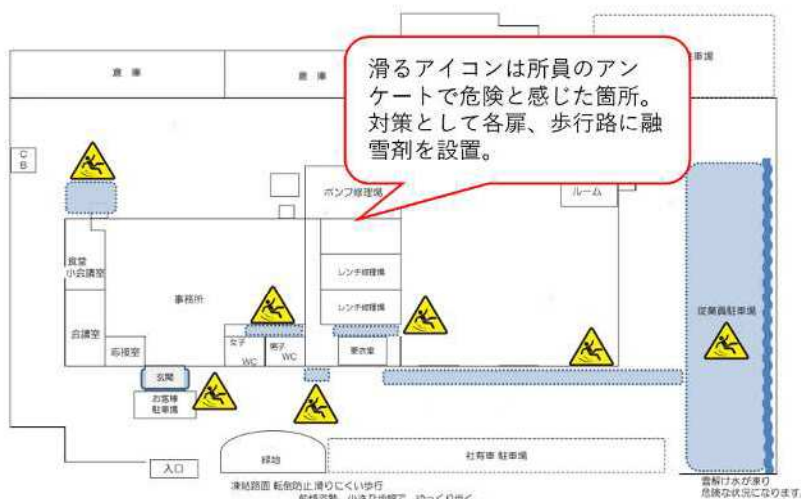 倉 庫
倉 庫
滑るアイコンは所員のアン
ケートで危険と感じた箇所。
対策として各扉、歩行路に融
雪剤を設置。
車場
C
B
ポンプ修理場
ルーム
食堂
小会議室
事務所
レンチ修理場
レンチ修理場
従業員駐車場
会議室
応接室
女子
WC
男子
WC
更衣室
玄関
お客様
駐車場
入口
緑地
社有車 駐車場
凍結路面 転倒防止 滑りにくい歩行
雪解け水が凍り
危険な状況になります。